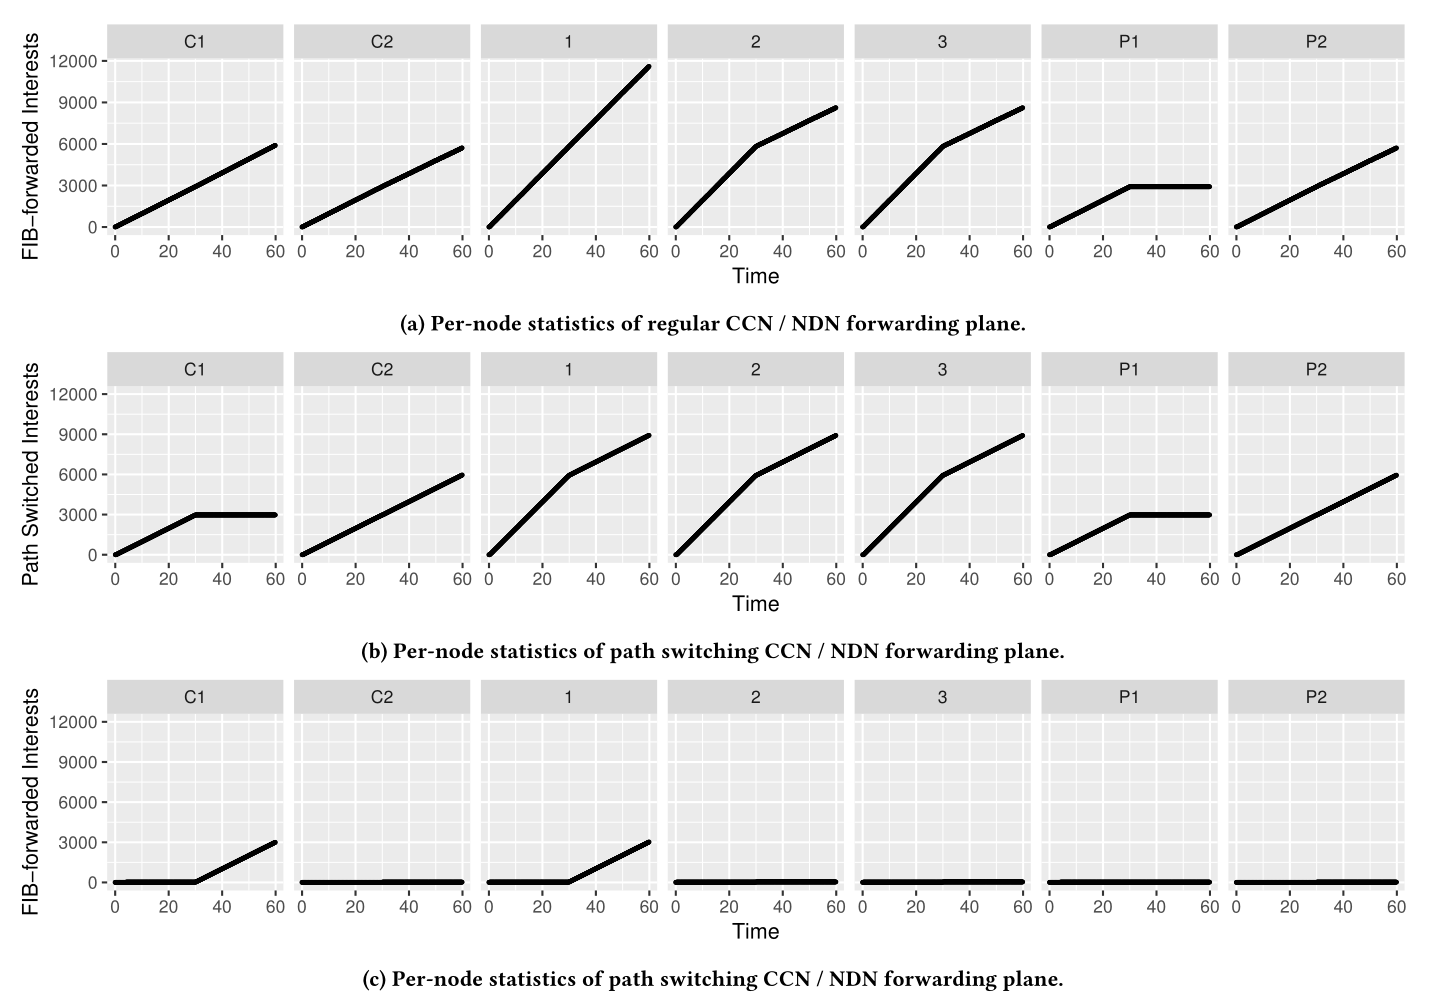 C1 C2 1 2 3 P1 P2
FIB−forwarded Interests
12000
9000
6000
3000
0
0 20 40 60 0 20 40 60 0 20 40 60 0 20 40 60 0 20 40 60 0 20 40 60 0 20 40 60
Time
(a) Per-node statistics of regular CCN / NDN forwarding plane.
C1 C2 1 2 3 P1 P2
Path Switched Interests
12000
9000
6000
3000
0
0 20 40 60 0 20 40 60 0 20 40 60 0 20 40 60 0 20 40 60 0 20 40 60 0 20 40 60
Time
(b) Per-node statistics of path switching CCN / NDN forwarding plane.
C1 C2 1 2 3 P1 P2
FIB−forwarded Interests
12000
9000
6000
3000
0
0 20 40 60 0 20 40 60 0 20 40 60 0 20 40 60 0 20 40 60 0 20 40 60 0 20 40 60
Time
(c) Per-node statistics of path switching CCN / NDN forwarding plane.